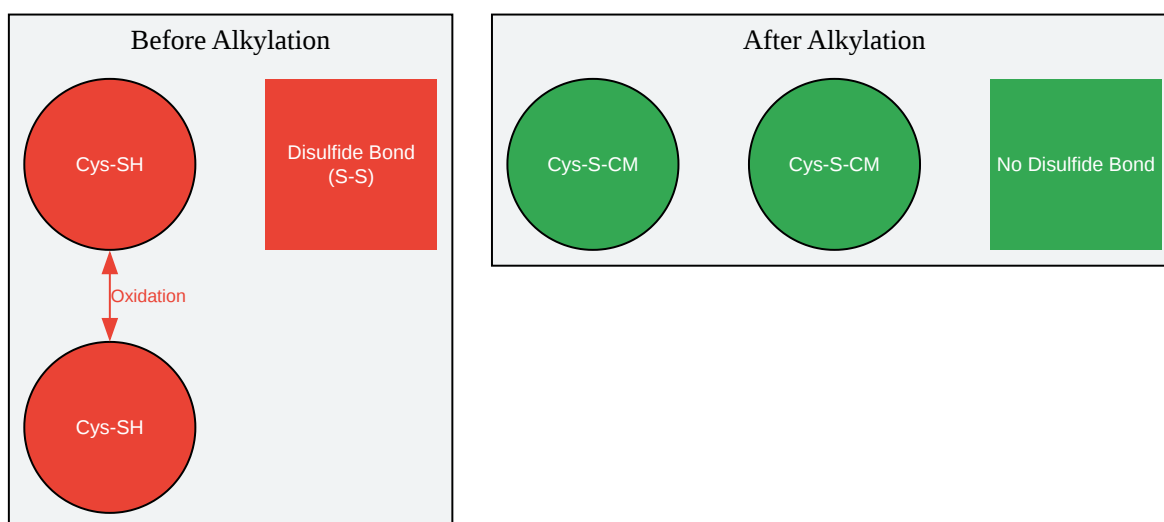 Before Alkylation
Cys-SH
Disulfide Bond
(S-S)
Oxidation
Cys-SH
After Alkylation
Cys-S-CM
Cys-S-CM
No Disulfide Bond